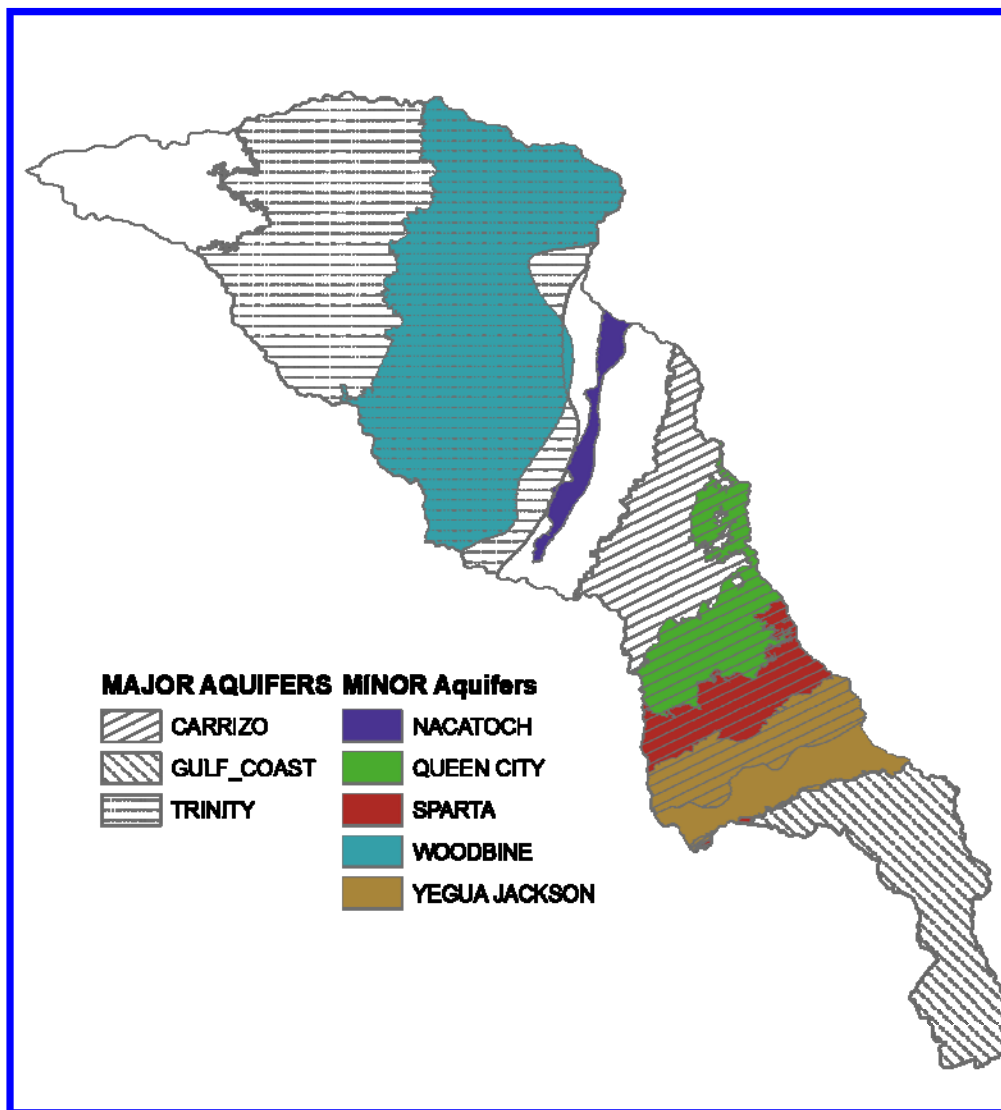 MAJOR AQUIFERS MINOR Aquifers
CARRIZO NACATOCH
GULF_COAST QUEEN CITY
TRINITY SPARTA
WOODBINE
YEGUA JACKSON